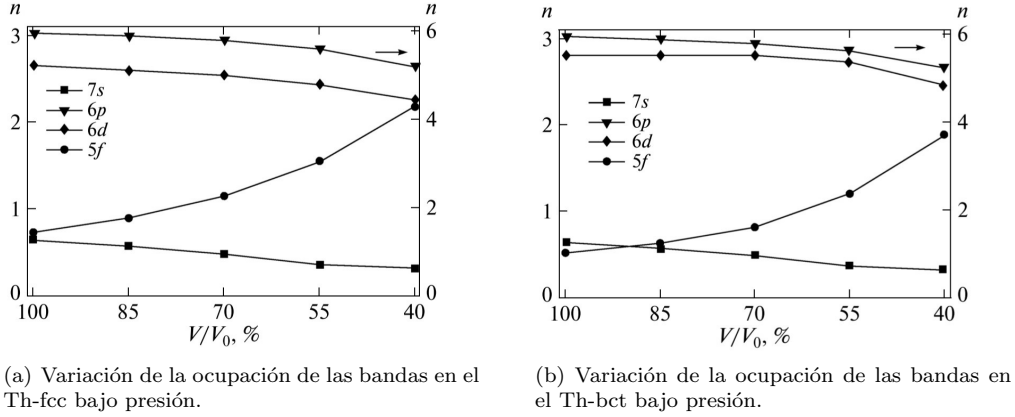 n
n
3
2
1
0
6
4
2
0
7s
6p
6d
5f
100 85 70 55 40
V/V0, %
n
n
3
2
1
0
6
4
2
0
7s
6p
6d
5f
100 85 70 55 40
V/V0, %
(a) Variación de la ocupación de las bandas en el
Th-fcc bajo presión.
(b) Variación de la ocupación de las bandas en
el Th-bct bajo presión.